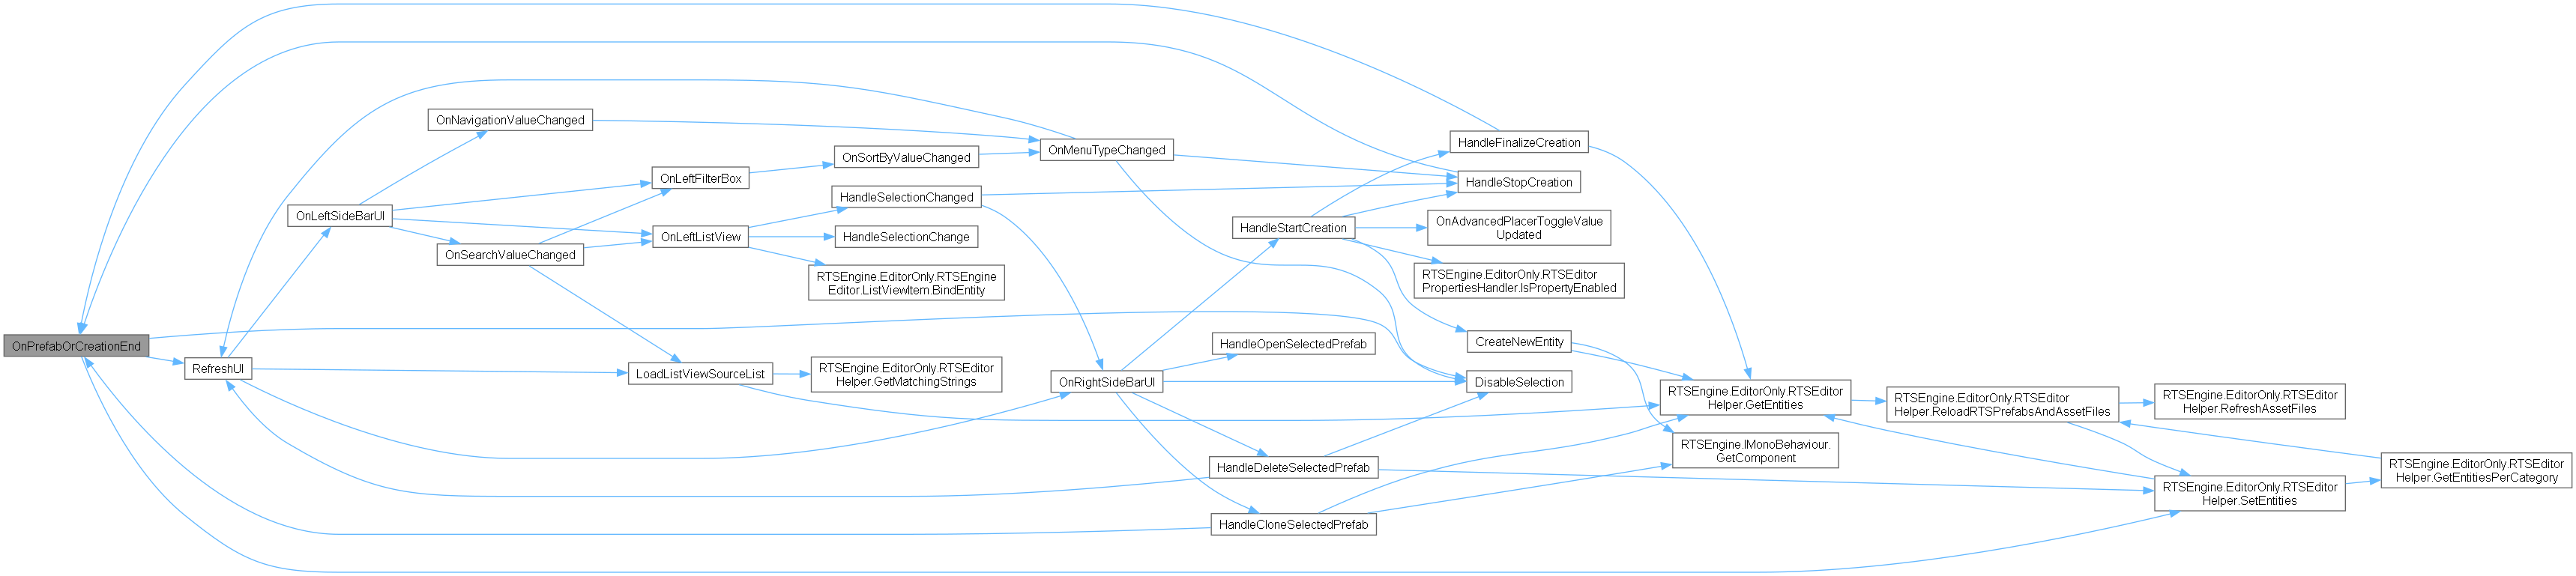 OnPrefabOrCreationEnd
RefreshUI
OnLeftSideBarUI
OnNavigationValueChanged
OnSearchValueChanged
OnLeftFilterBox
OnLeftListView
LoadListViewSourceList
OnSortByValueChanged
HandleSelectionChanged
HandleSelectionChange
RTSEngine.EditorOnly.RTSEngine
Editor.ListViewItem.BindEntity
RTSEngine.EditorOnly.RTSEditor
Helper.GetMatchingStrings
OnMenuTypeChanged
OnRightSideBarUI
HandleStartCreation
HandleOpenSelectedPrefab
HandleDeleteSelectedPrefab
HandleCloneSelectedPrefab
HandleFinalizeCreation
HandleStopCreation
OnAdvancedPlacerToggleValue
Updated
RTSEngine.EditorOnly.RTSEditor
PropertiesHandler.IsPropertyEnabled
CreateNewEntity
DisableSelection
RTSEngine.EditorOnly.RTSEditor
Helper.GetEntities
RTSEngine.IMonoBehaviour.
GetComponent
RTSEngine.EditorOnly.RTSEditor
Helper.ReloadRTSPrefabsAndAssetFiles
RTSEngine.EditorOnly.RTSEditor
Helper.RefreshAssetFiles
RTSEngine.EditorOnly.RTSEditor
Helper.SetEntities
RTSEngine.EditorOnly.RTSEditor
Helper.GetEntitiesPerCategory